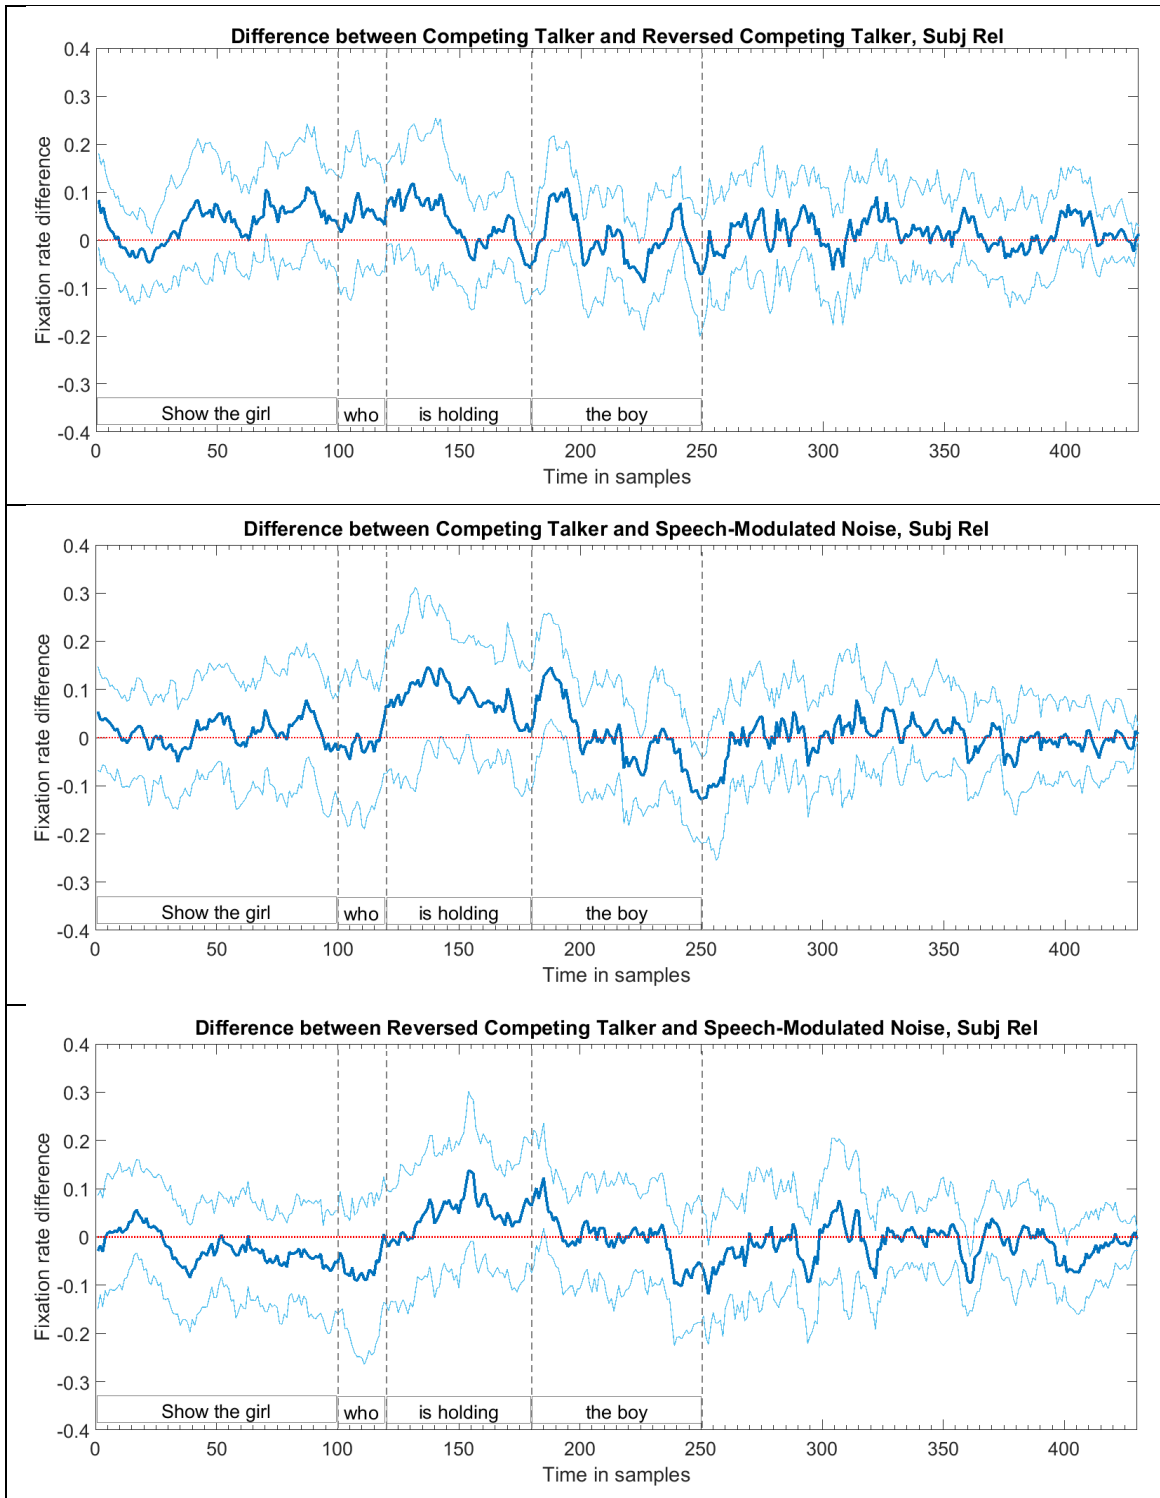 Difference between Competing Talker and Reversed Competing Talker, Subj Rel
0.4
0.3
0.2
0.1
0
-0.1
-0.2
-0.3
-0.4
Fixation rate difference
Show the girl
who
is holding
the boy
0 50 100 150 200 250 300 350 400
Time in samples
Difference between Competing Talker and Speech-Modulated Noise, Subj Rel
0.4
0.3
0.2
0.1
0
-0.1
-0.2
-0.3
-0.4
Fixation rate difference
Show the girl
who
is holding
the boy
0 50 100 150 200 250 300 350 400
Time in samples
Difference between Reversed Competing Talker and Speech-Modulated Noise, Subj Rel
0.4
0.3
0.2
0.1
0
-0.1
-0.2
-0.3
-0.4
Fixation rate difference
Show the girl
who
is holding
the boy
0 50 100 150 200 250 300 350 400
Time in samples